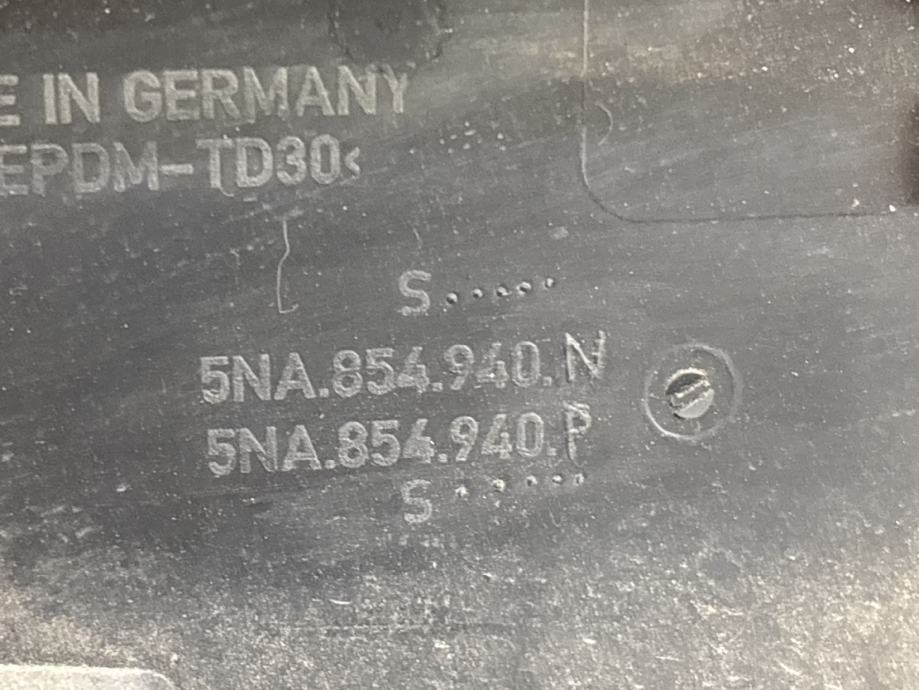 E IN GERMANY
EPDM-TD30<
S.....
5NA.854.940.N
5NA.854.940.P
S.....